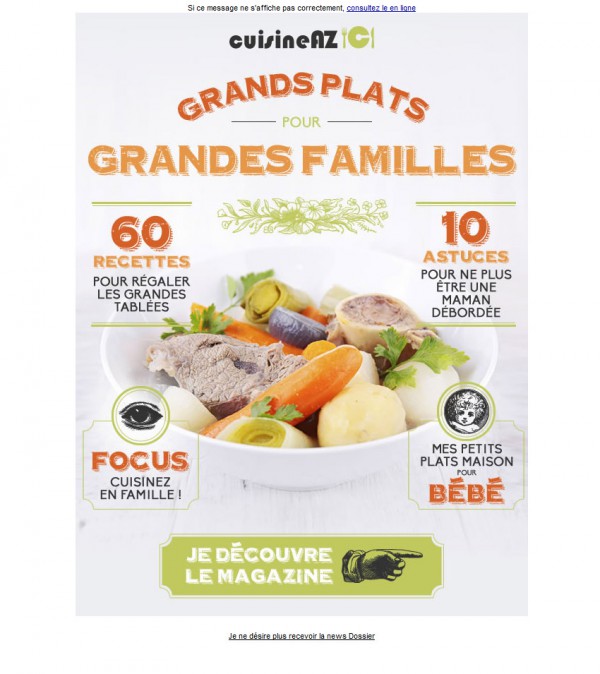 Si ce message ne s'affiche pas correctement, consultez le en ligne
cuisineAZ
GRANDS PLATS
POUR
GRANDES FAMILLES
60
RECETTES
POUR RÉGALER
LES GRANDES
TABLÉES
10
ASTUCES
POUR NE PLUS
ÊTRE UNE
MAMAN
DÉBORDÉE
FOCUS
CUISINEZ
EN FAMILLE !
MES PETITS
PLATS MAISON
POUR
BÉBÉ
JE DÉCOUVRE
LE MAGAZINE
Je ne désire plus recevoir la news Dossier